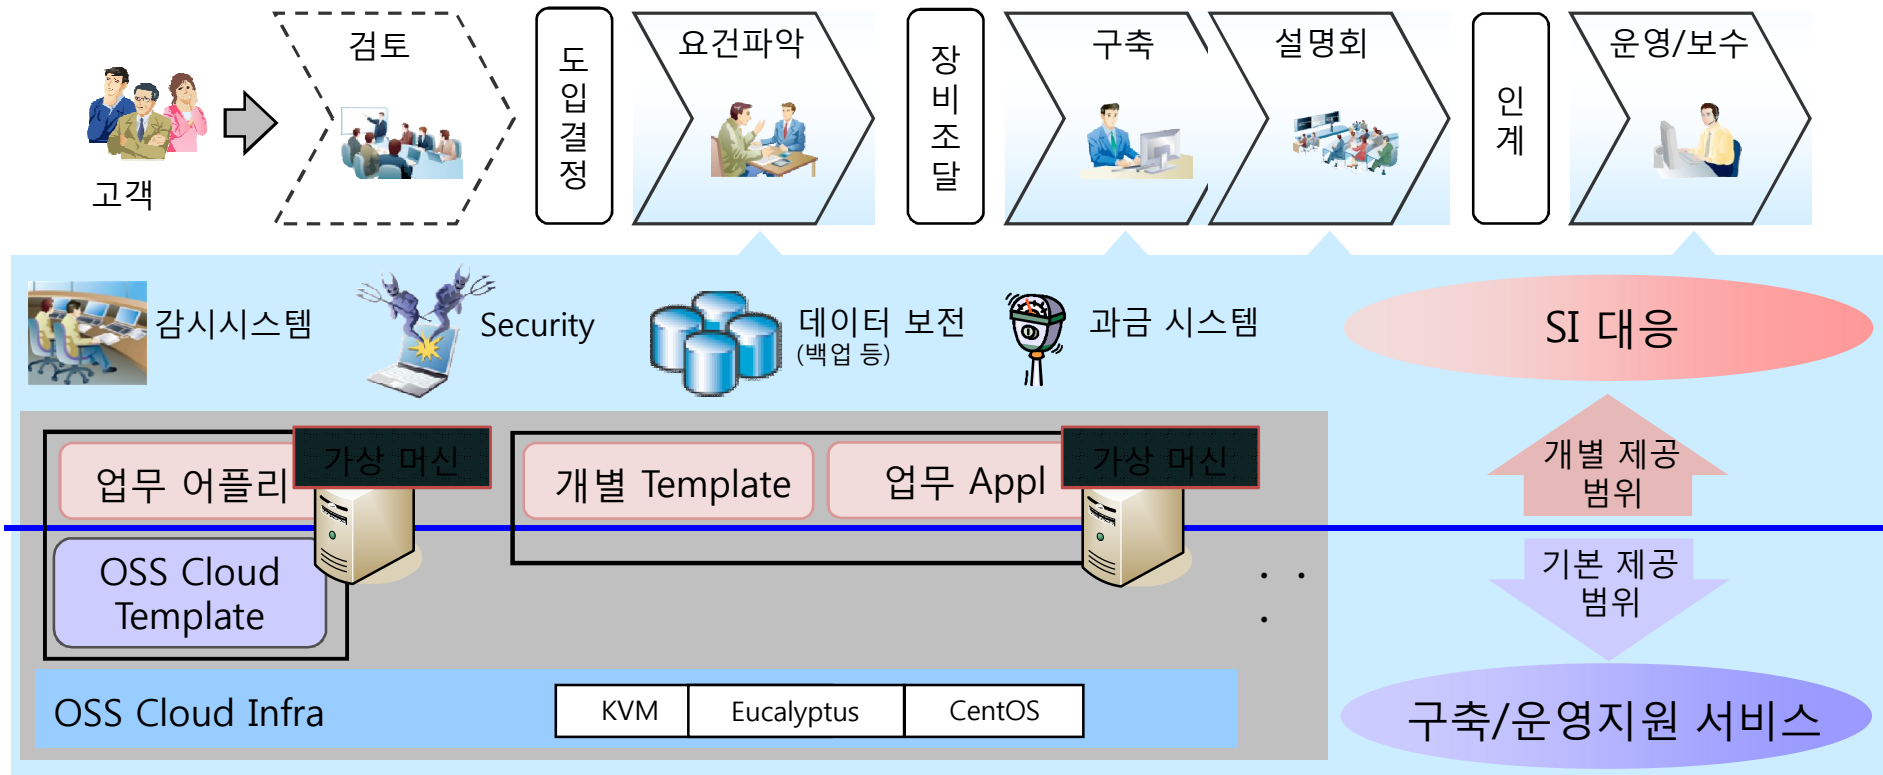 고객
검토
도입결정
요건파악
장비조달
구축
설명회
인계
운영/보수
감시시스템
Security
데이터 보전
(백업 등)
과금 시스템
SI 대응
업무 어플리
가상 머신
개별 Template
업무 Appl
가상 머신
개별 제공
범위
OSS Cloud
Template
. .
.
기본 제공
범위
OSS Cloud Infra
KVM
Eucalyptus
CentOS
구축/운영지원 서비스